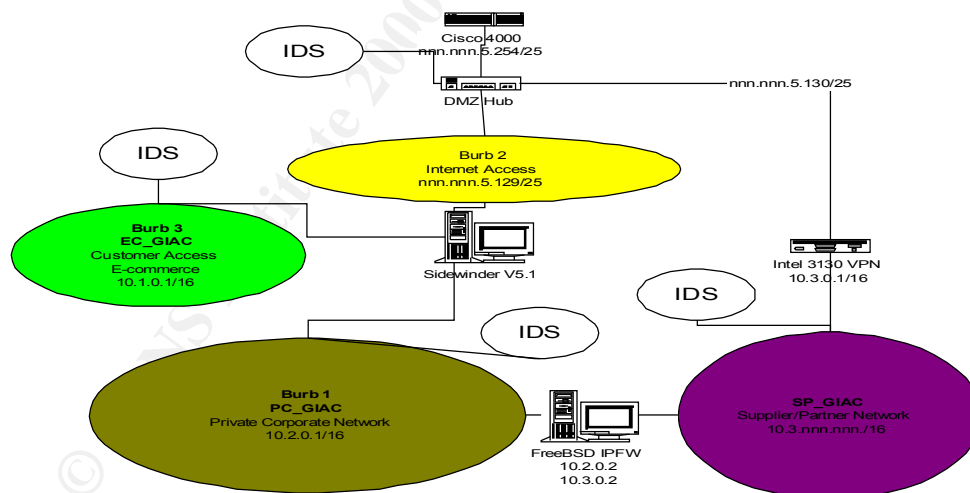 Cisco 4000
nnn.nnn.5.254/25
IDS
DMZ Hub
nnn.nnn.5.130/25
IDS
Burb 2
Internet Access
nnn.nnn.5.129/25
Burb 3
EC_GIAC
Customer Access
E-commerce
10.1.0.1/16
Sidewinder V5.1
Intel 3130 VPN
10.3.0.1/16
IDS
IDS
Burb 1
PC_GIAC
Private Corporate Network
10.2.0.1/16
SP_GIAC
Supplier/Partner Network
10.3.nnn.nnn./16
FreeBSD IPFW
10.2.0.2
10.3.0.2
©
NS
titute 2000